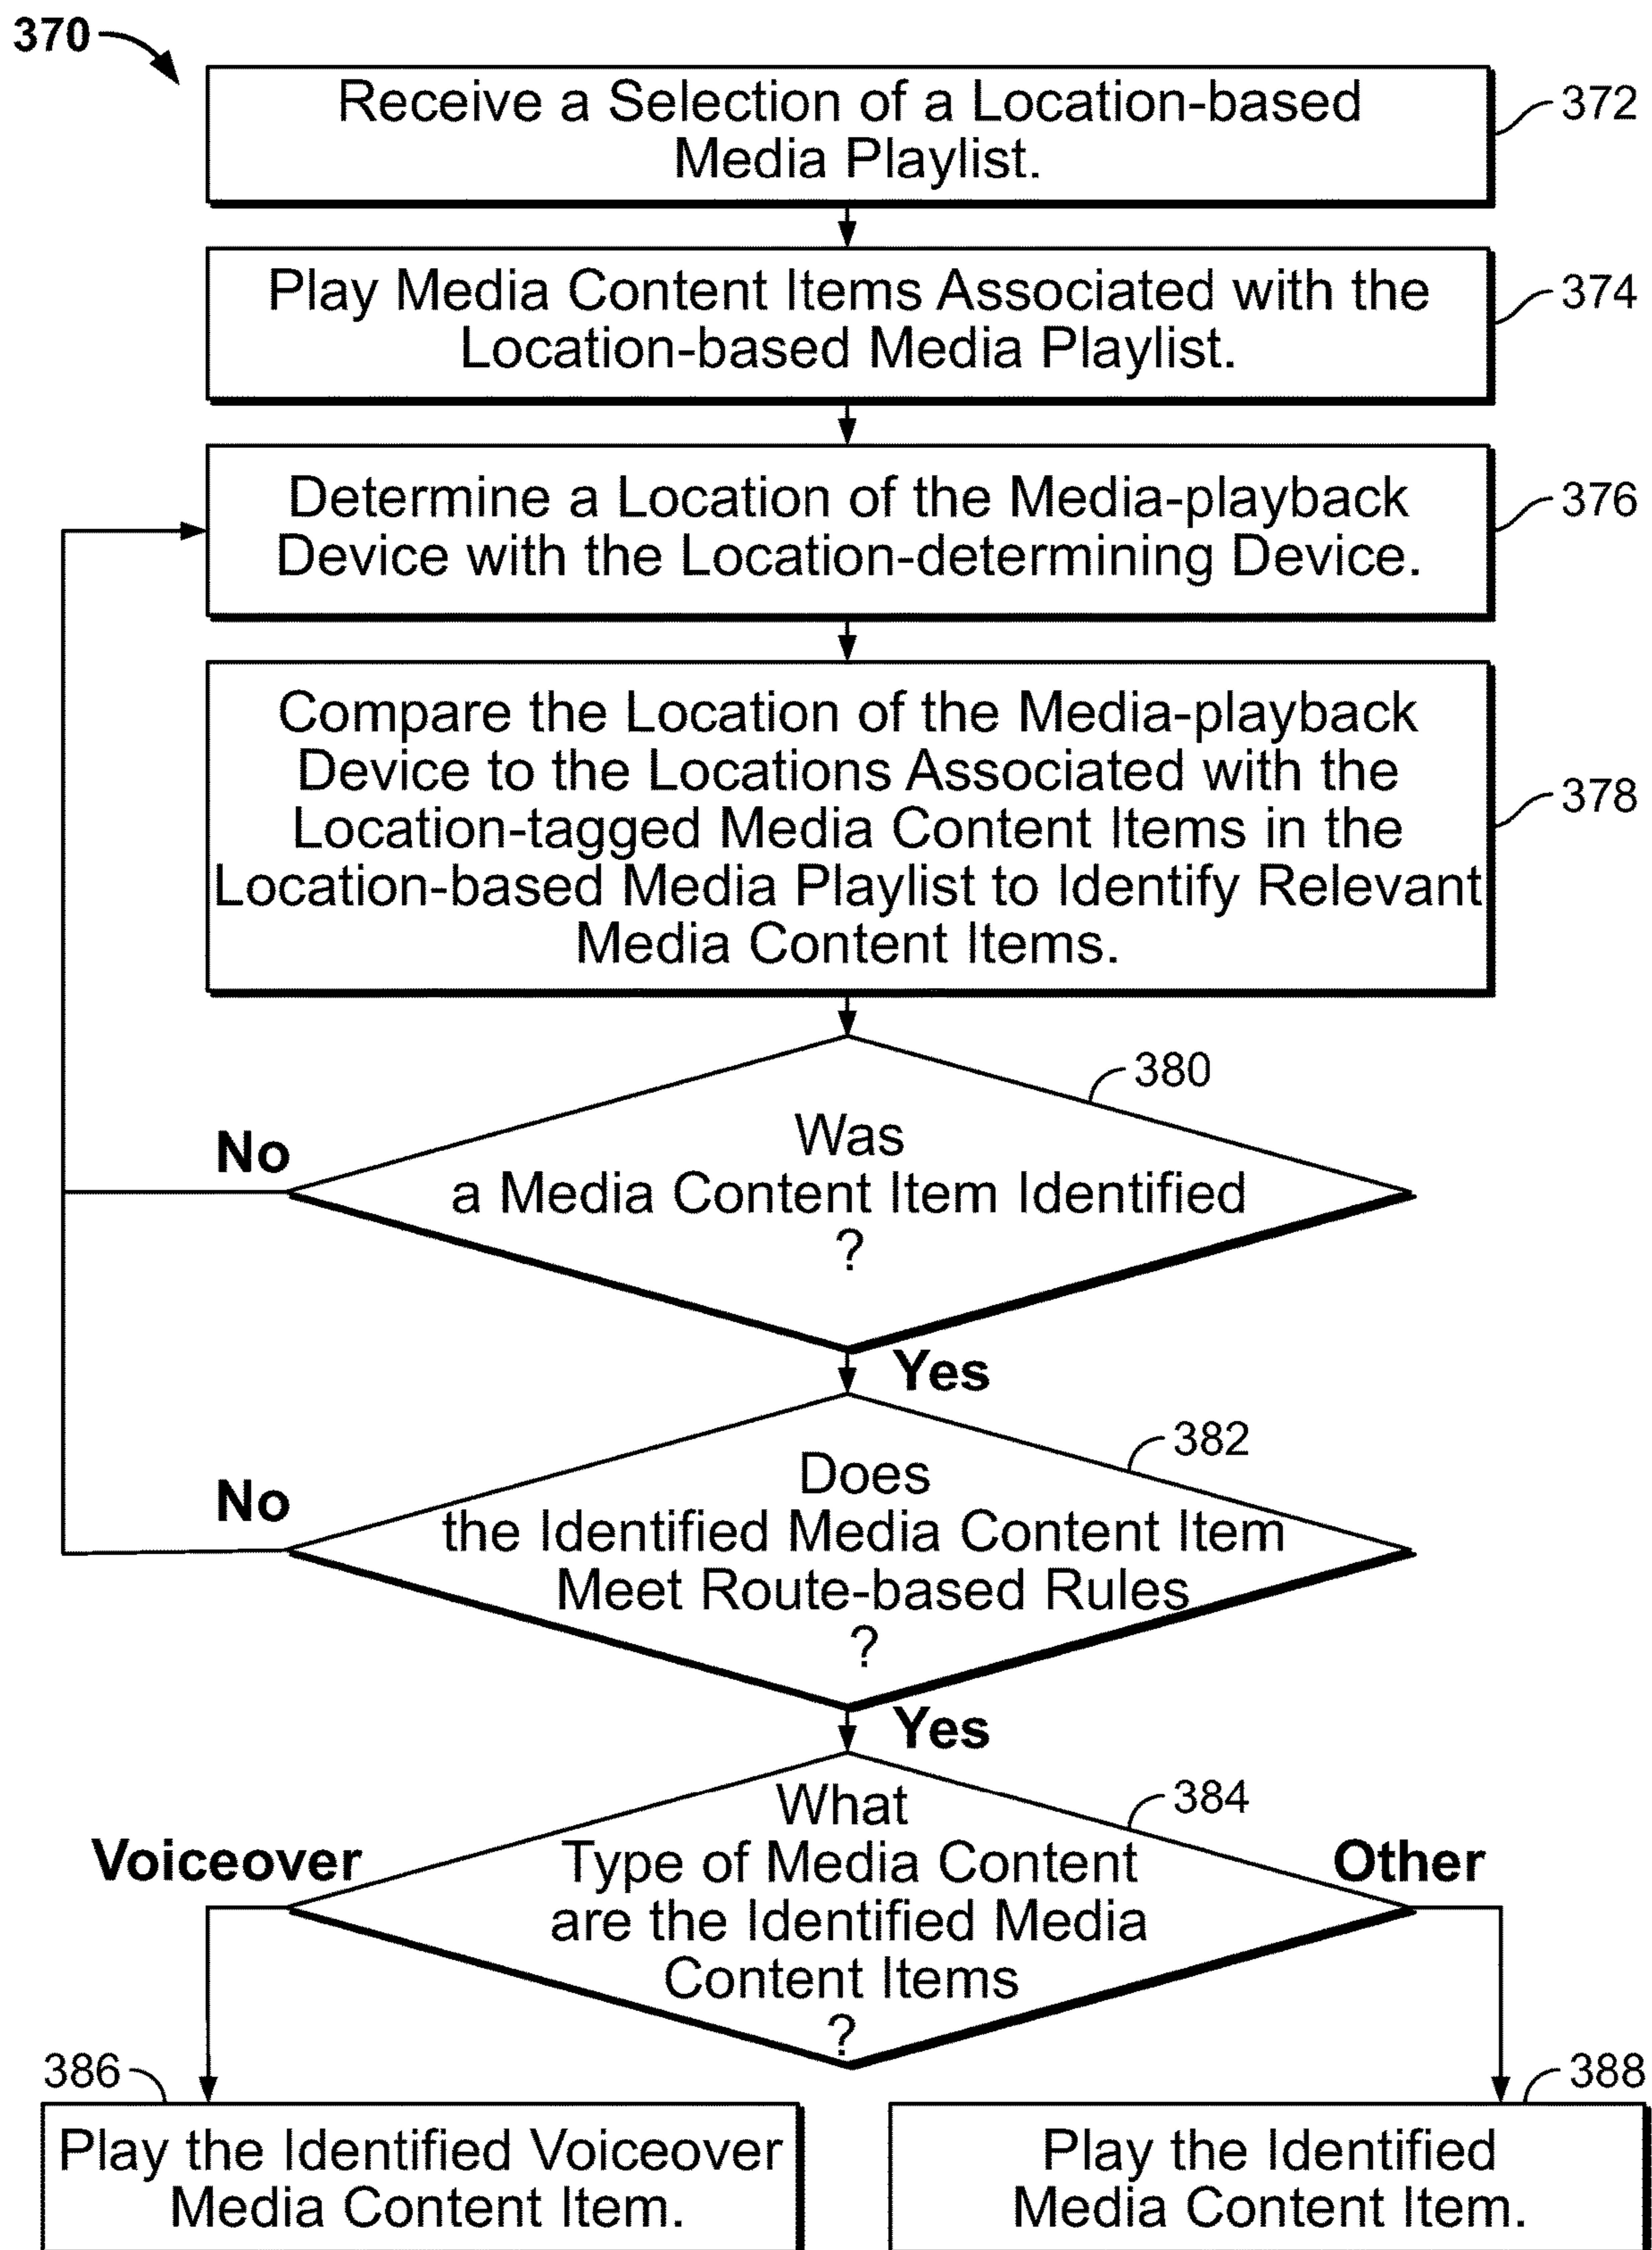 370
Receive a Selection of a Location-based
Media Playlist.
372
Play Media Content Items Associated with the
Location-based Media Playlist.
374
Determine a Location of the Media-playback
Device with the Location-determining Device.
376
Compare the Location of the Media-playback
Device to the Locations Associated with the
Location-tagged Media Content Items in the
Location-based Media Playlist to Identify Relevant
Media Content Items.
378
380
Was
a Media Content Item Identified
?
No
Yes
382
Does
the Identified Media Content Item
Meet Route-based Rules
?
No
Yes
384
What
Type of Media Content
are the Identified Media
Content Items
?
Voiceover
Other
386
Play the Identified Voiceover
Media Content Item.
388
Play the Identified
Media Content Item.